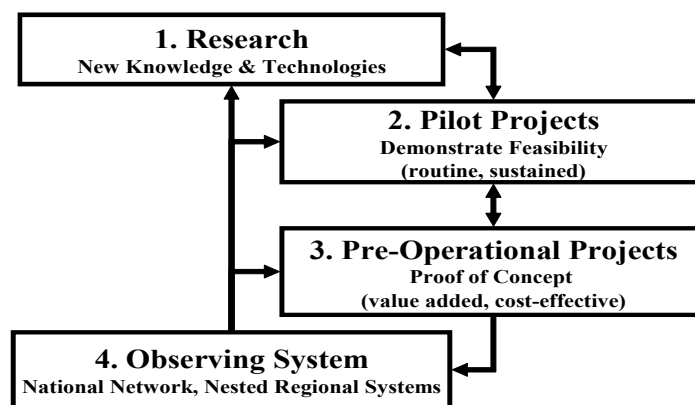 1. Research
New Knowledge & Technologies
2. Pilot Projects
Demonstrate Feasibility
(routine, sustained)
3. Pre-Operational Projects
Proof of Concept
(value added, cost-effective)
4. Observing System
National Network, Nested Regional Systems